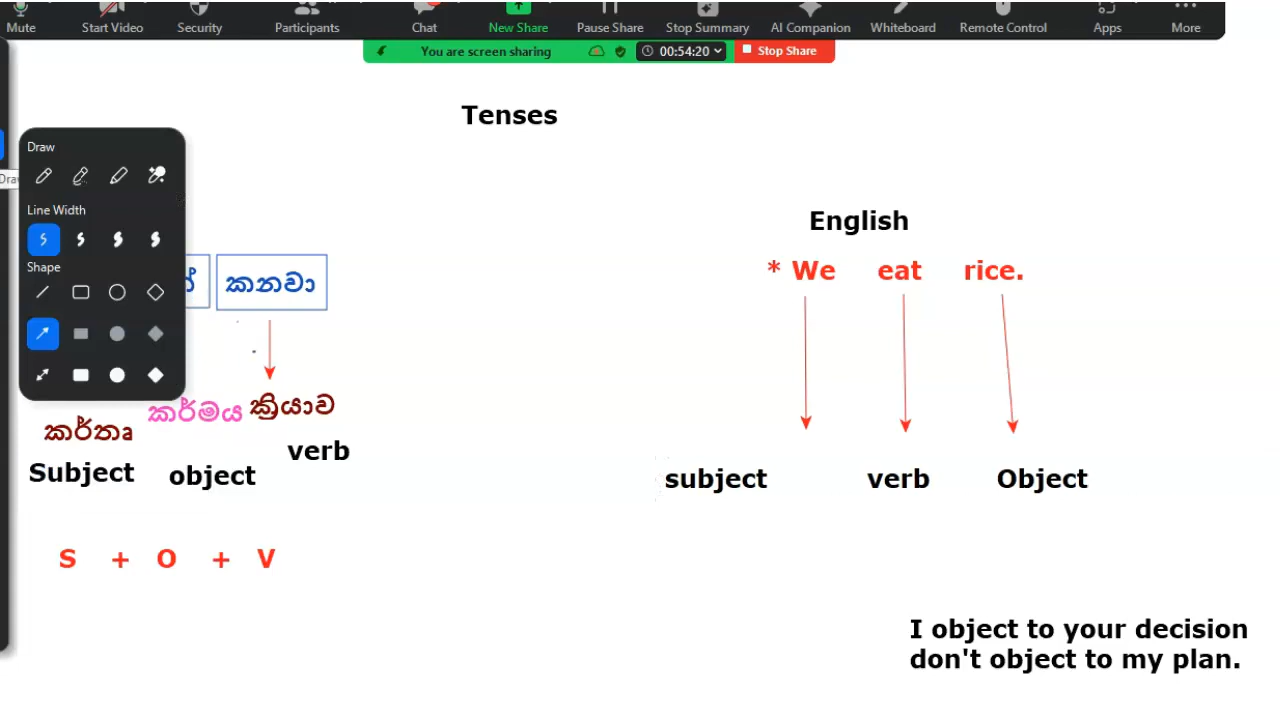 Mute Start Video Security Participants Chat New Share Pause Share Stop Summary AI Companion Whiteboard Remote Control Apps More
You are screen sharing 00:54:20 Stop Share
Tenses
Draw
Line Width
Shape
කනවා
කර්තෘ කර්මය ක්‍රියාව
Subject object verb
S + O + V
English
* We eat rice.
subject verb Object
I object to your decision
don't object to my plan.